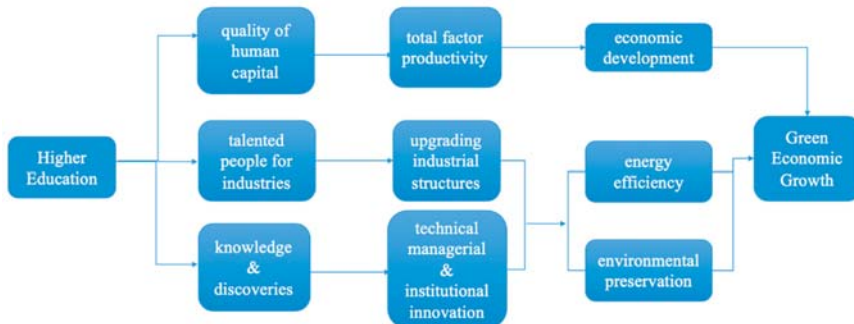 quality of
human
capital
total factor
productivity
economic
development
Higher
Education
talented
people for
industries
upgrading
industrial
structures
energy
efficiency
Green
Economic
Growth
knowledge
&
discoveries
technical
managerial
&
institutional
innovation
environmental
preservation